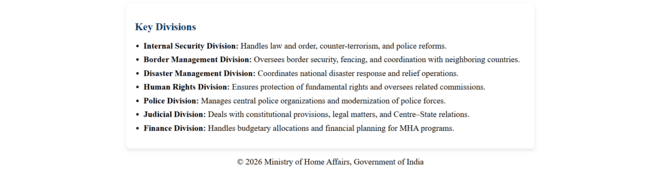 Key Divisions
• Internal Security Division: Handles law and order, counter-terrorism, and police reforms.
• Border Management Division: Oversees border security, fencing, and coordination with neighboring countries.
• Disaster Management Division: Coordinates national disaster response and relief operations.
• Human Rights Division: Ensures protection of fundamental rights and oversees related commissions.
• Police Division: Manages central police organizations and modernization of police forces.
• Judicial Division: Deals with constitutional provisions, legal matters, and Centre–State relations.
• Finance Division: Handles budgetary allocations and financial planning for MHA programs.
© 2026 Ministry of Home Affairs, Government of India